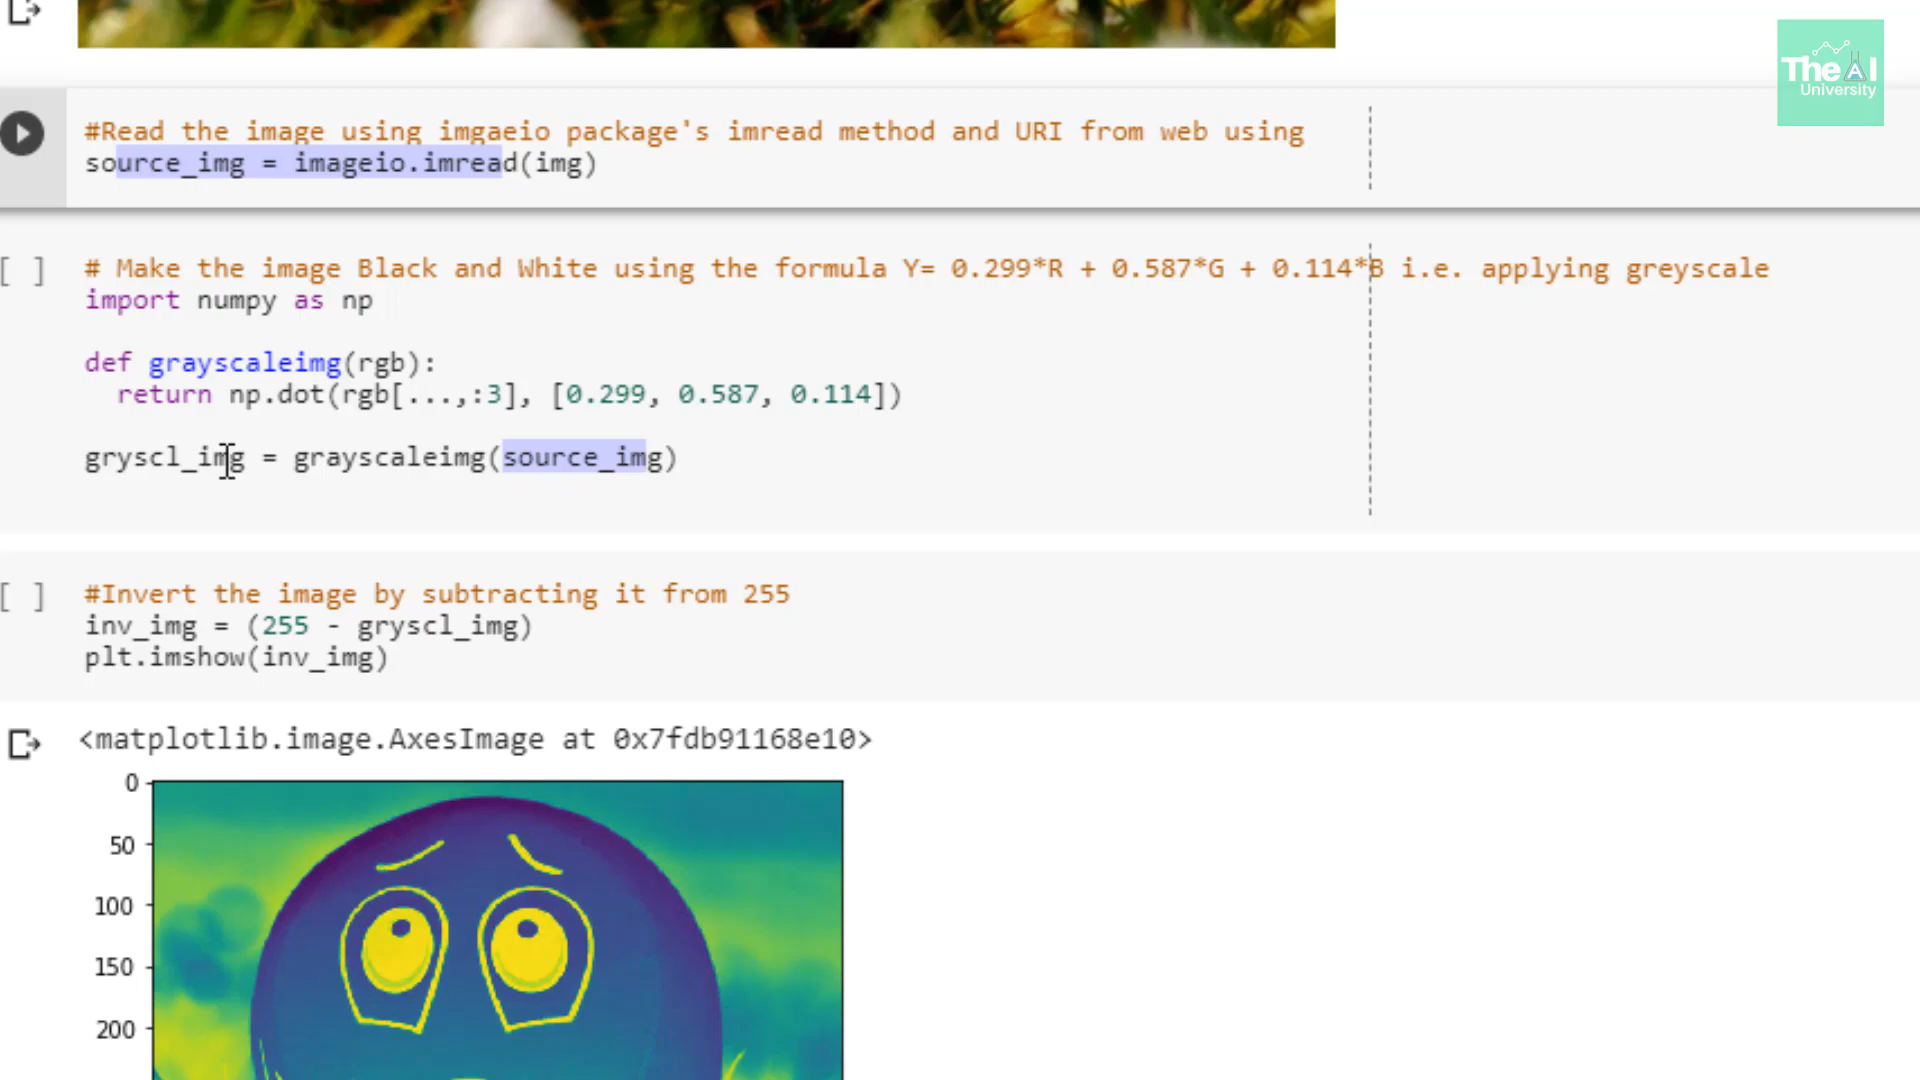 The AI
University
#Read the image using imgaeio package's imread method and URI from web using
source_img = imageio.imread(img)
[ ]
# Make the image Black and White using the formula Y= 0.299*R + 0.587*G + 0.114*B i.e. applying greyscale
import numpy as np
def grayscaleimg(rgb):
return np.dot(rgb[...,:3], [0.299, 0.587, 0.114])
gryscl_img = grayscaleimg(source_img)
[ ]
#Invert the image by subtracting it from 255
inv_img = (255 - gryscl_img)
plt.imshow(inv_img)
<matplotlib.image.AxesImage at 0x7fdb91168e10>
0
50
100
150
200